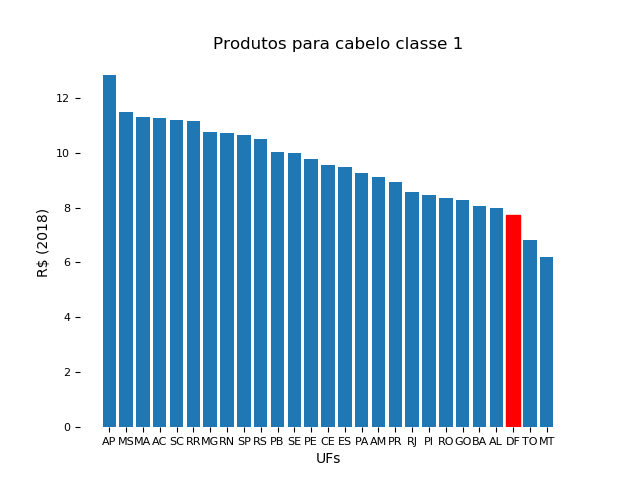 Produtos para cabelo classe 1
12
10
8
6
4
2
0
R$ (2018)
AP MS MA AC SC RR MG RN SP RS PB SE PE CE ES PA AM PR RJ PI RO GO BA AL DF TO MT
UFs